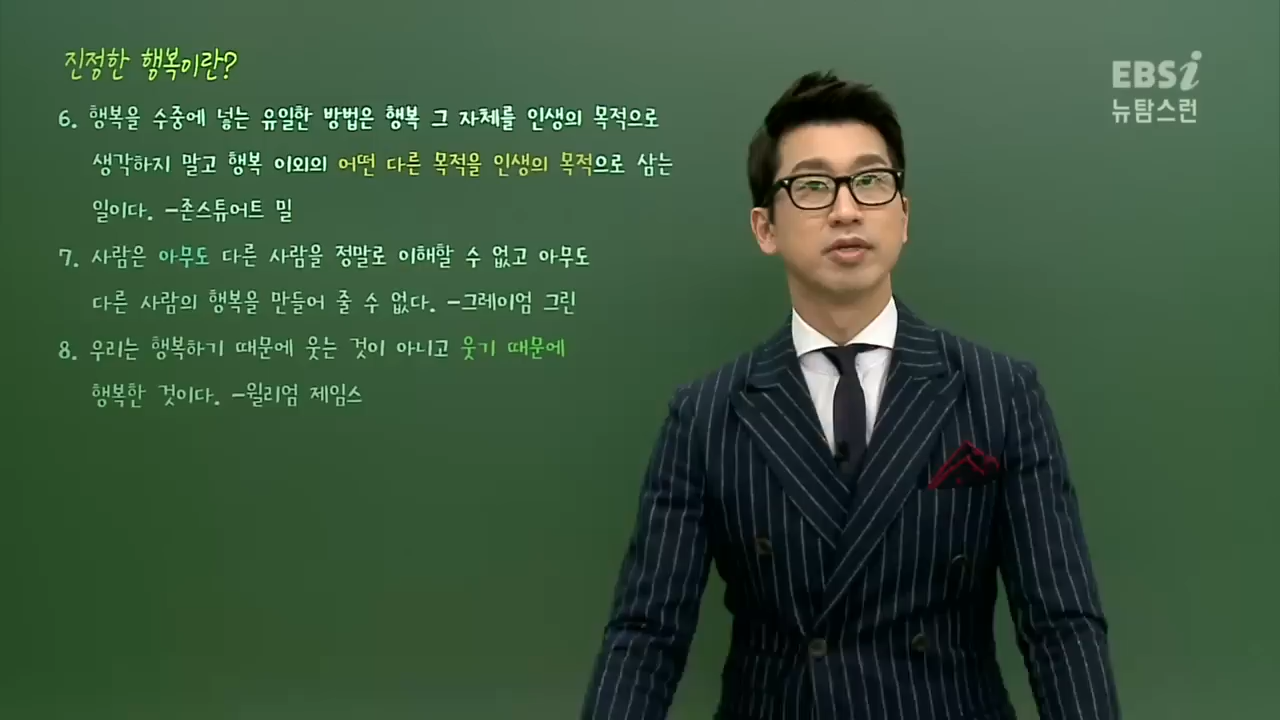 진정한 행복이란?
6. 행복을 수중에 넣는 유일한 방법은 행복 그 자체를 인생의 목적으로
생각하지 말고 행복 이외의 어떤 다른 목적을 인생의 목적으로 삼는
일이다. -존스튜어트 밀
7. 사람은 아무도 다른 사람을 정말로 이해할 수 없고 아무도
다른 사람의 행복을 만들어 줄 수 없다. -그레이엄 그린
8. 우리는 행복하기 때문에 웃는 것이 아니고 웃기 때문에
행복한 것이다. -윌리엄 제임스
EBSi
뉴탐스런